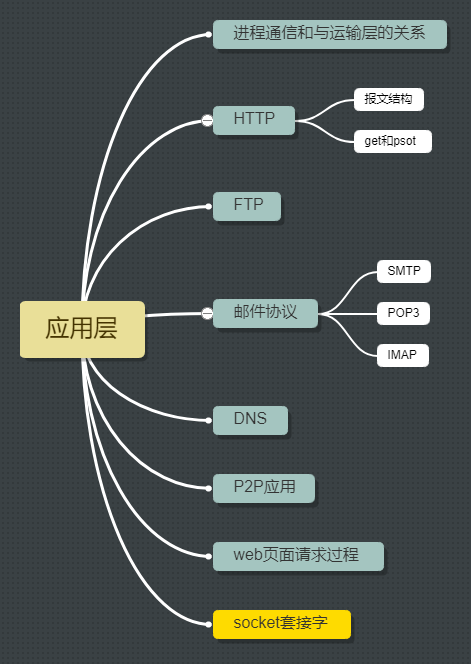 进程通信和与运输层的关系
HTTP
报文结构
get和psot
FTP
应用层
邮件协议
SMTP
POP3
IMAP
DNS
P2P应用
web页面请求过程
socket套接字